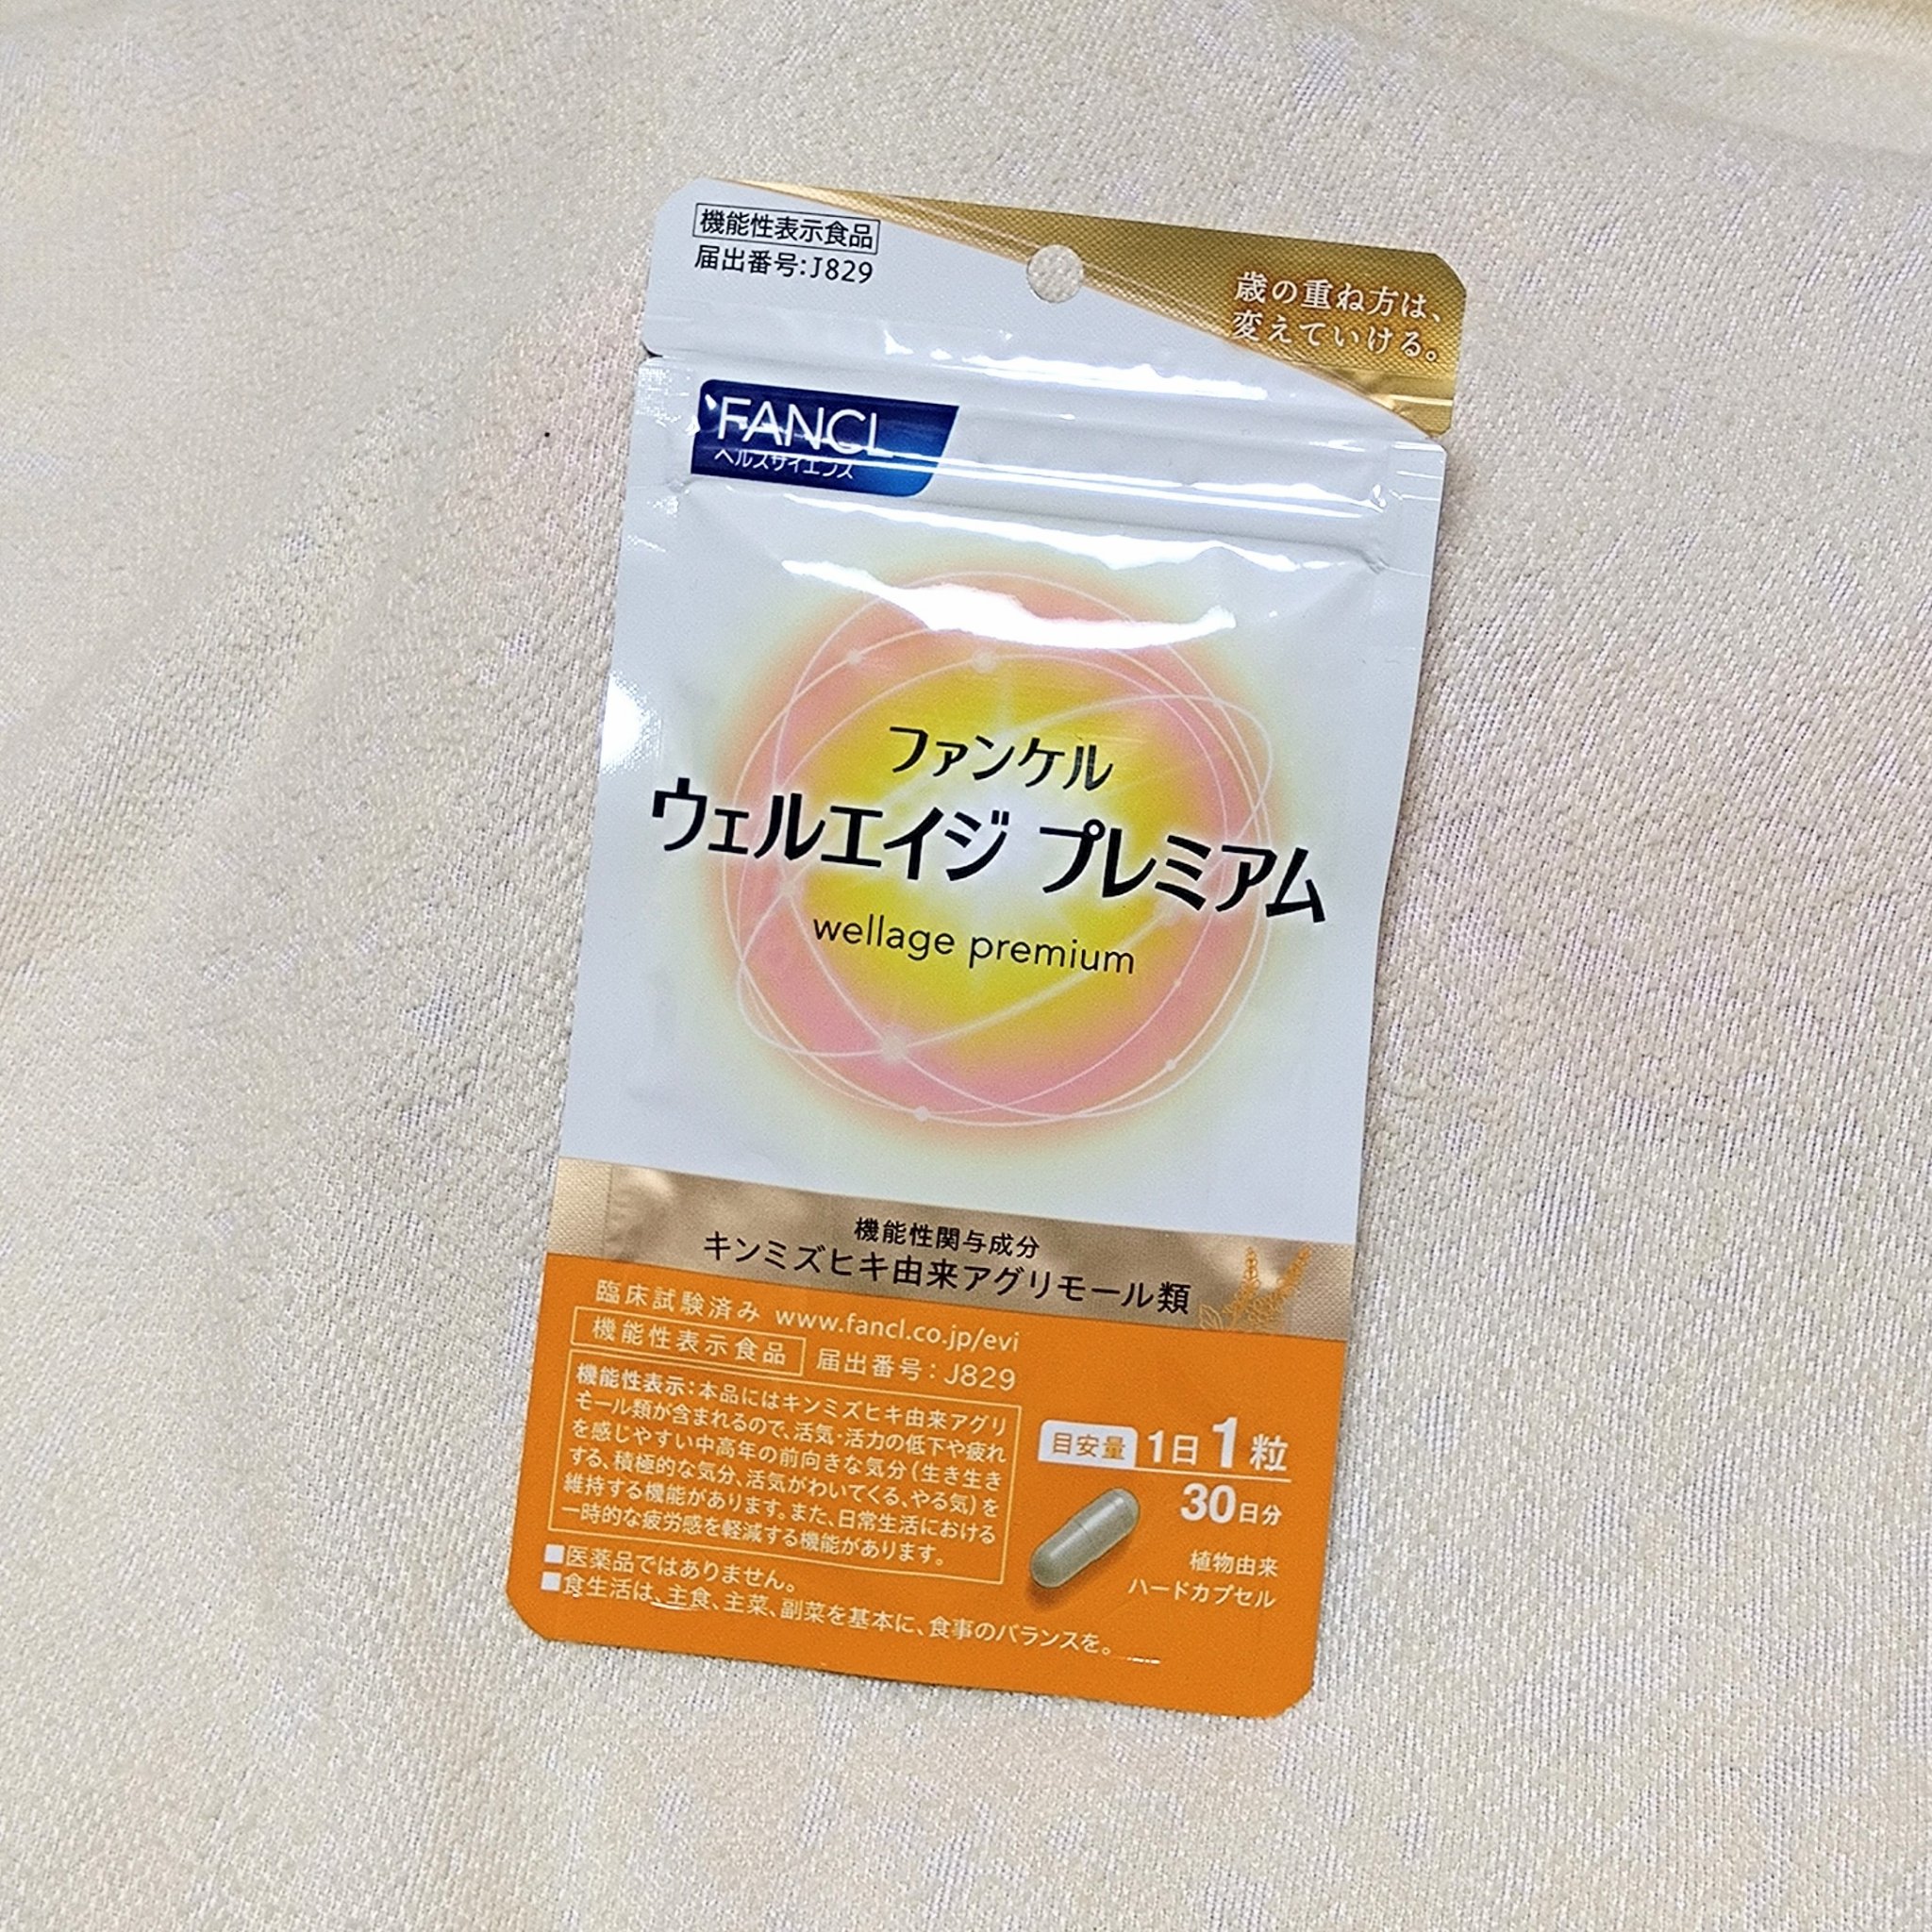 機能性表示食品
届出番号:J829
歳の重ね方は、
変えていける。
FANCL
ヘルスサイエンス
ファンケル
ウェルエイジ プレミアム
wellage premium
機能性関与成分
キンミズヒキ由来アグリモール類
臨床試験済み www.fancl.co.jp/evi
機能性表示食品 届出番号:J829
機能性表示:本品にはキンミズヒキ由来アグリ
モール類が含まれるので、活気・活力の低下や疲れ
を感じやすい中高年の前向きな気分(生き生き
する、積極的な気分、活気がわいてくる、やる気)を
維持する機能があります。また、日常生活における
一時的な疲労感を軽減する機能があります。
目安量 1日1粒
30日分
植物由来
ハードカプセル
■医薬品ではありません。
■食生活は、主食、主菜、副菜を基本に、食事のバランスを。